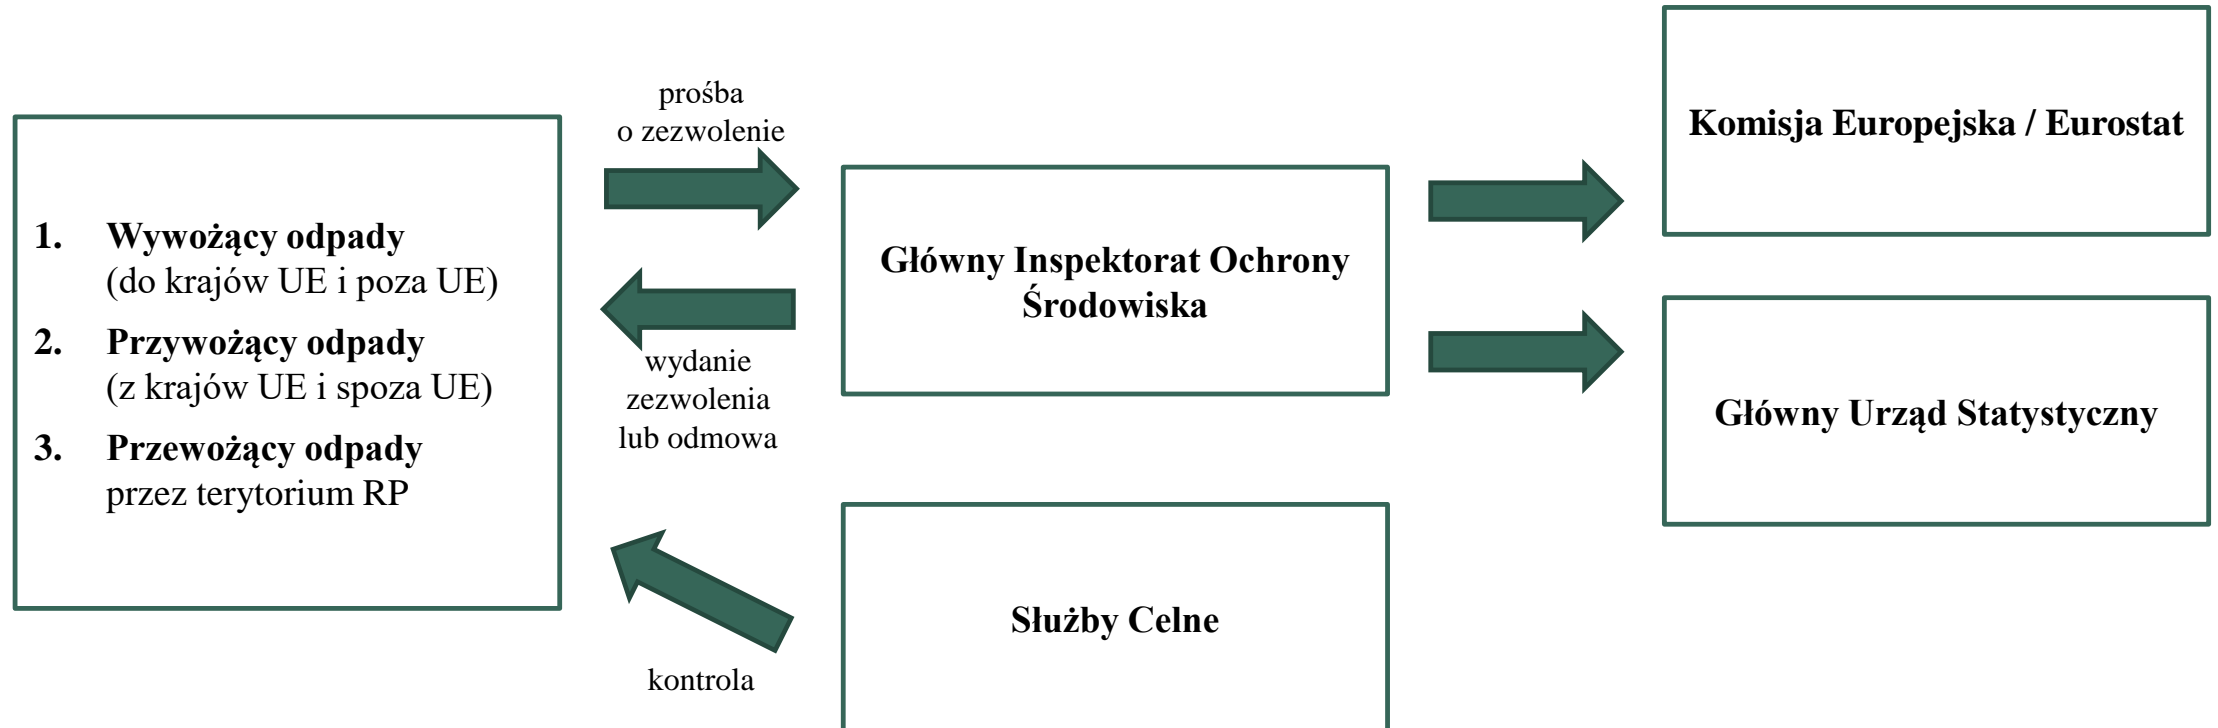 1. Wywożący odpady
(do krajów UE i poza UE)
2. Przywożący odpady
(z krajów UE i spoza UE)
3. Przewożący odpady
przez terytorium RP
prośba
o zezwolenie
wydanie
zezwolenia
lub odmowa
kontrola
Główny Inspektorat Ochrony
Środowiska
Służby Celne
Komisja Europejska / Eurostat
Główny Urząd Statystyczny